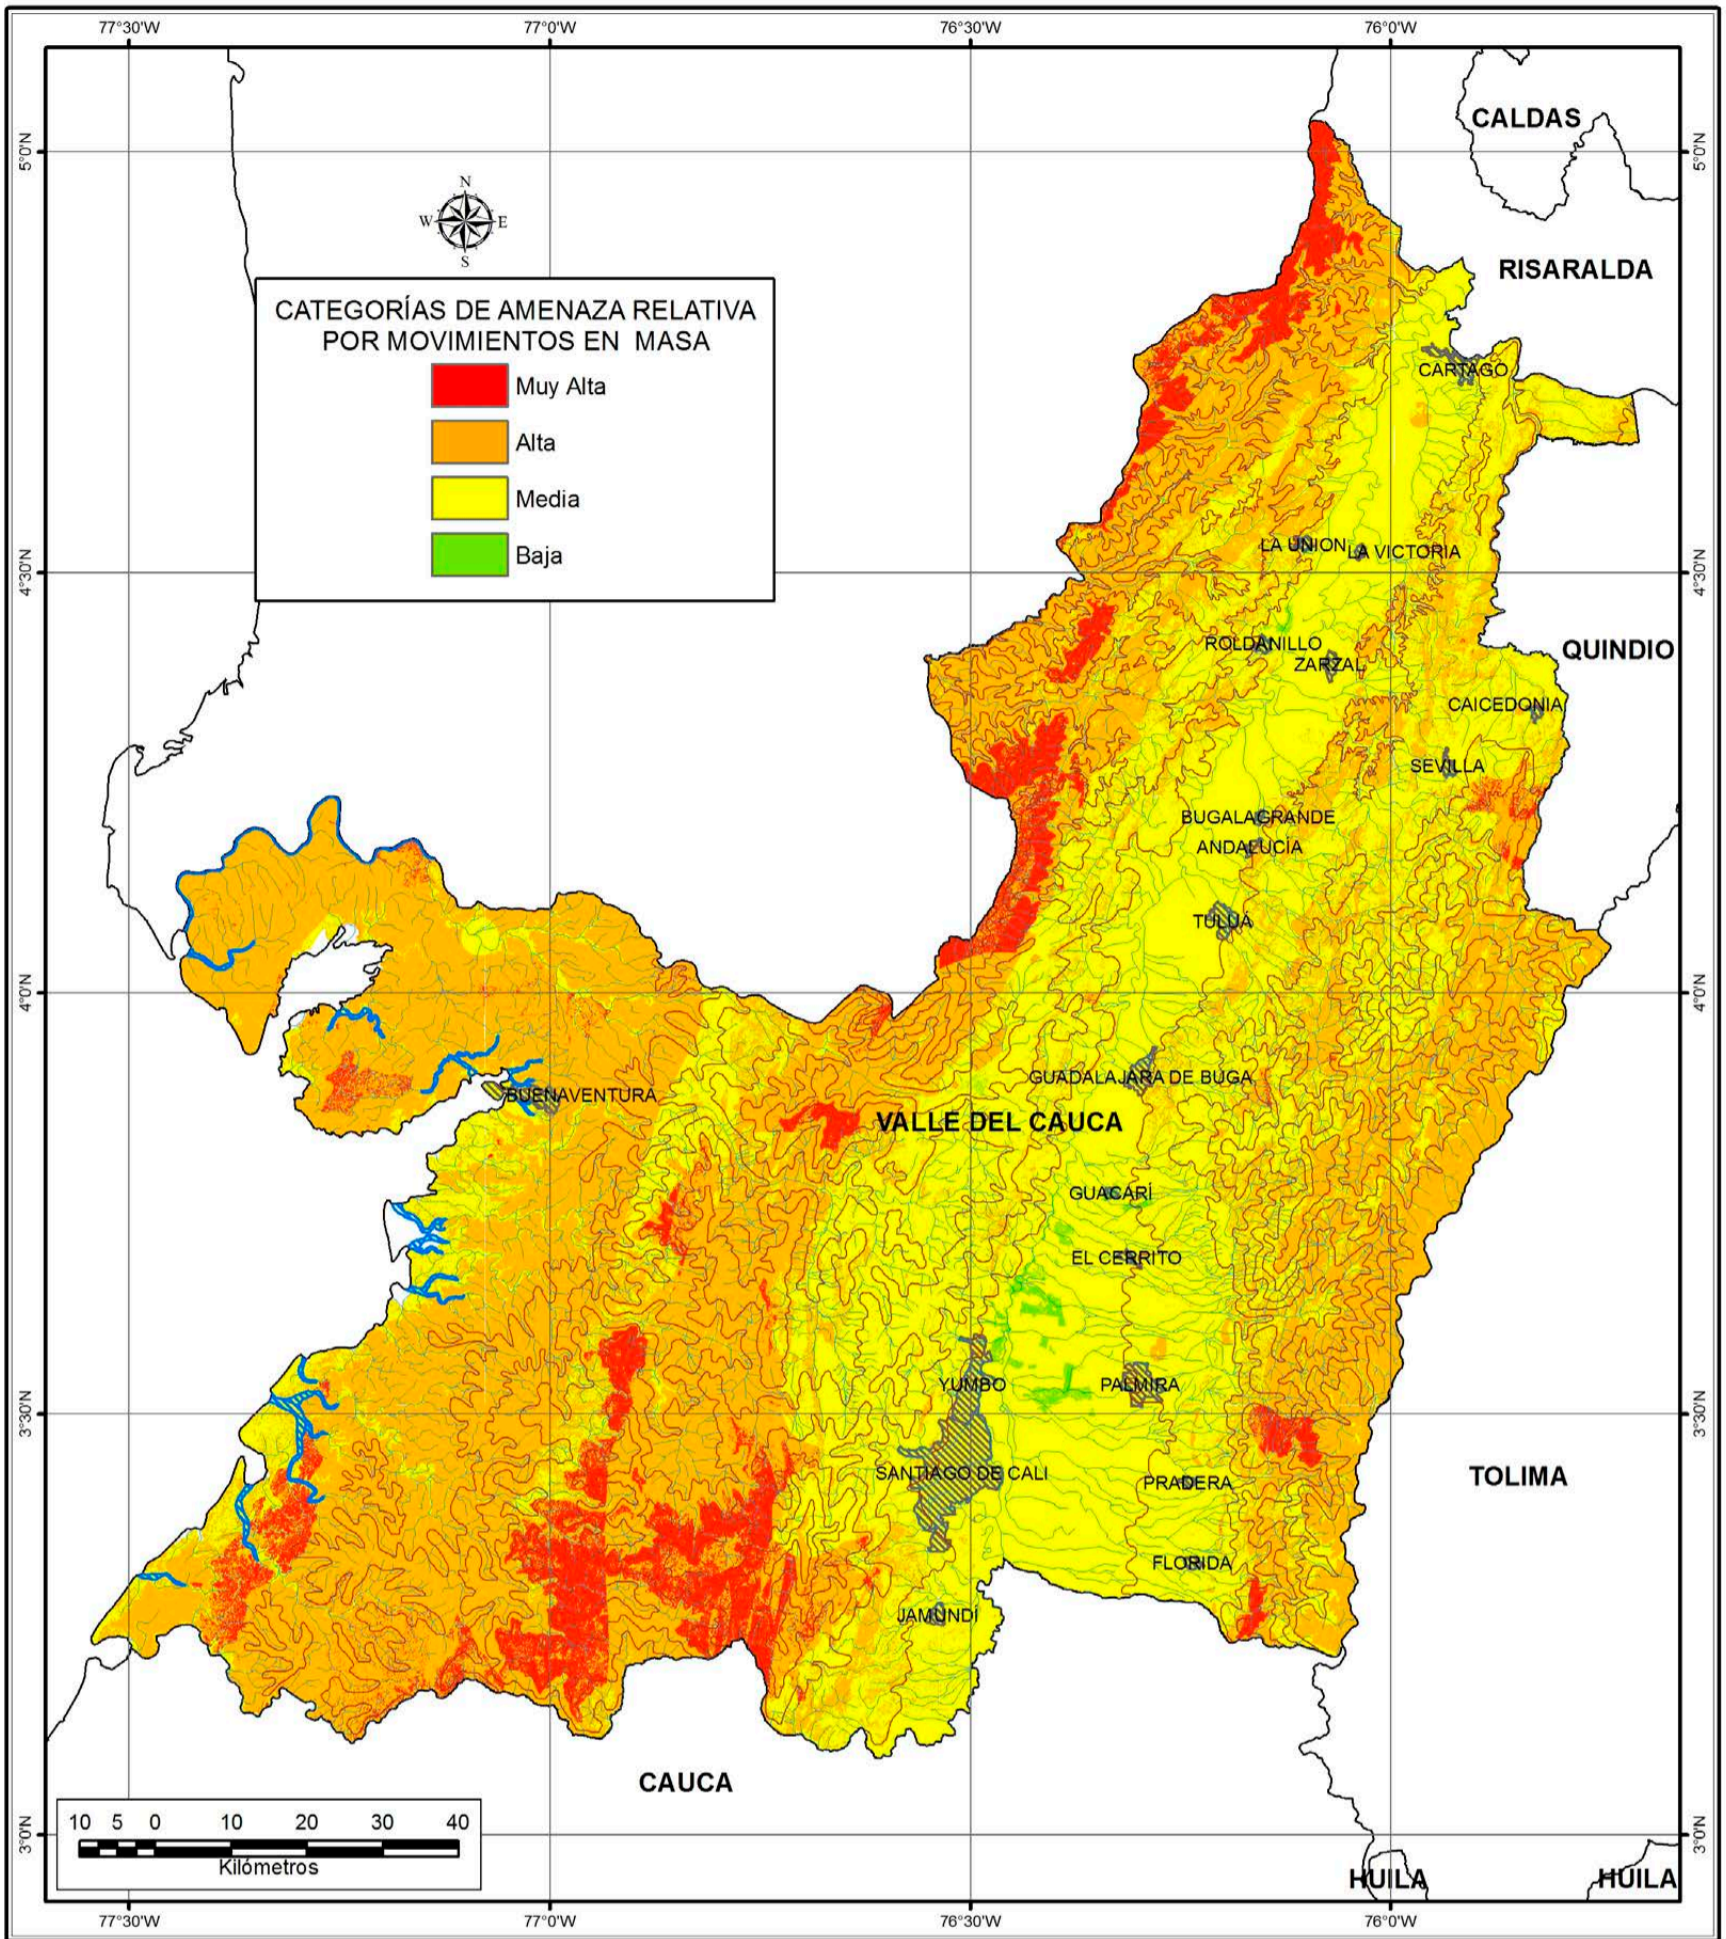 77°30'W 77°0'W 76°30'W 76°0'W
CALDAS
5°0'N 5°0'N
N
W E
S
RISARALDA
CATEGORÍAS DE AMENAZA RELATIVA
POR MOVIMIENTOS EN MASA
Muy Alta
Alta
Media
Baja
CARTAGO
LA UNION
LA VICTORIA
4°30'N 4°30'N
ROLDANILLO
QUINDIO
ZARZAL
CAICEDONIA
SEVILLA
BUGALAGRANDE
ANDALUCÍA
TULUÁ
4°0'N 4°0'N
GUADALAJARA DE BUGA
BUENAVENTURA
VALLE DEL CAUCA
GUACARÍ
EL CERRITO
YUMBO
PALMIRA
3°30'N 3°30'N
SANTIAGO DE CALI
TOLIMA
PRADERA
FLORIDA
JAMUNDÍ
CAUCA
10 5 0 10 20 30 40
Kilómetros
3°0'N 3°0'N
HUILA
HUILA
77°30'W 77°0'W 76°30'W 76°0'W